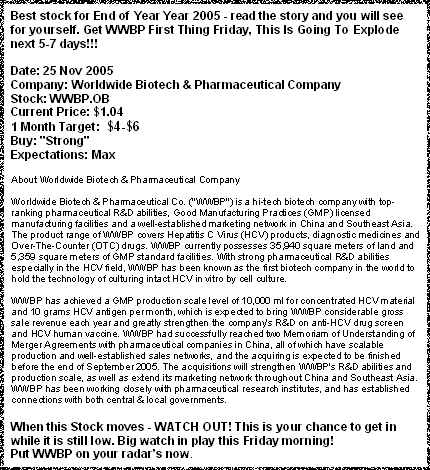 Best stock for End of Year Year 2005 - read the story and you will see
for yourself. Get WWBP First Thing Friday, This Is Going To Explode
next 5-7 days!!!
Date: 25 Nov 2005
Company: Worldwide Biotech & Pharmaceutical Company
Stock: WWBP.OB
Current Price: $1.04
1 Month Target: $4-$6
Buy: "Strong"
Expectations: Max
About Worldwide Biotech & Pharmaceutical Company
Worldwide Biotech & Pharmaceutical Co. ("WWBP") is a hi-tech biotech company with top-
ranking pharmaceutical R&D abilities, Good Manufacturing Practices (GMP) licensed
manufacturing facilities and a well-established marketing network in China and Southeast Asia.
The product range of WWBP covers Hepatitis C Virus (HCV) products, diagnostic medicines and
Over-The-Counter (OTC) drugs. WWBP currently possesses 35,940 square meters of land and
5,359 square meters of GMP standard facilities. With strong pharmaceutical R&D abilities
especially in the HCV field, WWBP has been known as the first biotech company in the world to
hold the technology of culturing intact HCV in vitro by cell culture.
WWBP has achieved a GMP production scale level of 10,000 ml for concentrated HCV material
and 10 grams HCV antigen per month, which is expected to bring WWBP considerable gross
sale revenue each year and greatly strengthen the company's R&D on anti-HCV drug screen
and HCV human vaccine. WWBP had successfully reached two Memoriam of Understanding of
Merger Agreements with pharmaceutical companies in China, all of which have scalable
production and well-established sales networks, and the acquiring is expected to be finished
before the end of September 2005. The acquisitions will strengthen WWBP's R&D abilities and
production scale, as well as extend its marketing network throughout China and Southeast Asia.
WWBP has been working closely with pharmaceutical research institutes, and has established
connections with both central & local governments.
When this Stock moves - WATCH OUT! This is your chance to get in
while it is still low. Big watch in play this Friday morning!
Put WWBP on your radar's now.